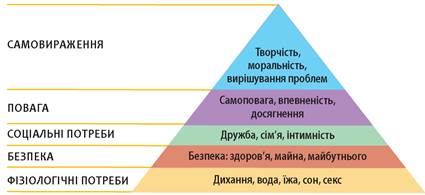 САМОВИРАЖЕННЯ
Творчість,
моральність,
вирішування проблем
ПОВАГА
Самоповага, впевненість,
досягнення
СОЦІАЛЬНІ ПОТРЕБИ
Дружба, сім'я, інтимність
БЕЗПЕКА
Безпека: здоров'я, майна, майбутнього
ФІЗІОЛОГІЧНІ ПОТРЕБИ
Дихання, вода, їжа, сон, секс